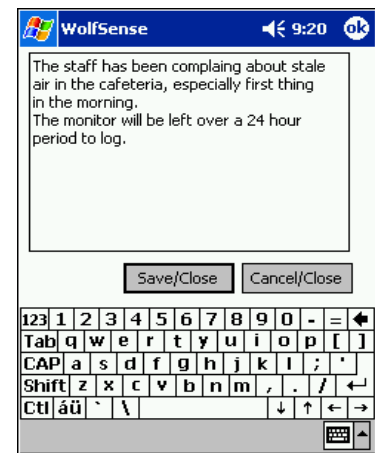 WolfSense 9:20 ok
The staff has been complaing about stale
air in the cafeteria, especially first thing
in the morning.
The monitor will be left over a 24 hour
period to log.
Save/Close Cancel/Close
123 1 2 3 4 5 6 7 8 9 0 - =
Tab q w e r t y u i o p [ ]
CAP a s d f g h j k l ; '
Shift z x c v b n m , . /
Ctl áü ` \